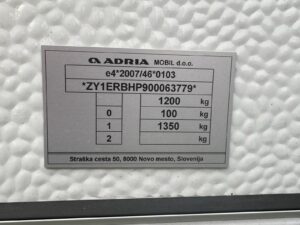 ADRIA MOBIL d.o.o.
e4*2007/46*0103
*ZY1ERBHP900063779*
1200 kg
0 100 kg
1 1350 kg
2 kg
Straška cesta 50, 8000 Novo mesto, Slovenija